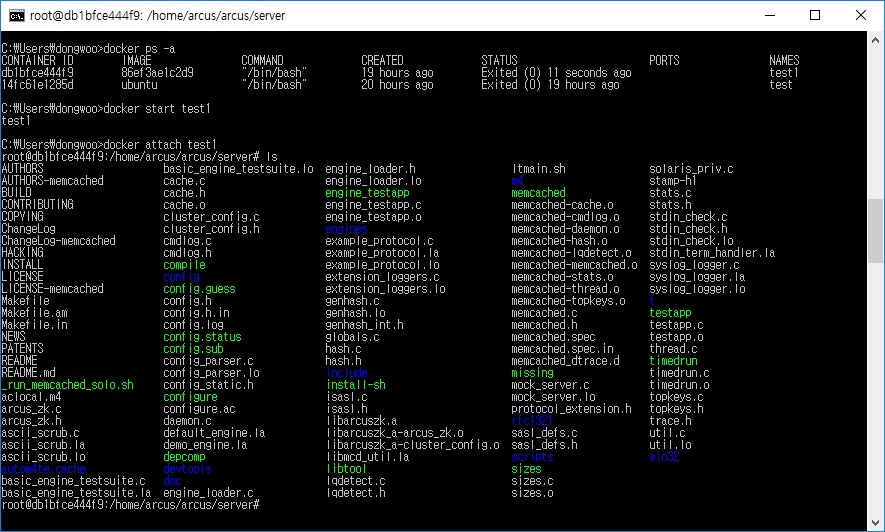 root@db1bfce444f9: /home/arcus/arcus/server
C:₩Users₩dongwoo>docker ps -a
CONTAINER ID IMAGE COMMAND CREATED STATUS PORTS NAMES
db1bfce444f9 86ef3ae1c2d9 "/bin/bash" 19 hours ago Exited (0) 11 seconds ago test1
14fc61e1285d ubuntu "/bin/bash" 20 hours ago Exited (0) 19 hours ago test
C:₩Users₩dongwoo>docker start test1
test1
C:₩Users₩dongwoo>docker attach test1
root@db1bfce444f9:/home/arcus/arcus/server# ls
AUTHORS basic_engine_testsuite.lo engine_loader.h ltmain.sh solaris_priv.c
AUTHORS-memcached cache.c engine_loader.lo m4 stamp-h1
BUILD cache.h engine_testapp memcached stats.c
CONTRIBUTING cache.o engine_testapp.c memcached-cache.o stats.h
COPYING cluster_config.c engine_testapp.o memcached-cmdlog.o stdin_check.c
ChangeLog cluster_config.h engines memcached-daemon.o stdin_check.h
ChangeLog-memcached cmdlog.c example_protocol.c memcached-hash.o stdin_check.lo
HACKING cmdlog.h example_protocol.la memcached-lqdetect.o stdin_term_handler.la
INSTALL compile example_protocol.lo memcached-memcached.o syslog_logger.c
LICENSE config extension_loggers.c memcached-stats.o syslog_logger.la
LICENSE-memcached config.guess extension_loggers.lo memcached-thread.o syslog_logger.lo
Makefile config.h genhash.c memcached-topkeys.o t
Makefile.am config.h.in genhash.h memcached.c testapp
Makefile.in config.log genhash_int.h memcached.h testapp.c
NEWS config.status globals.c memcached.spec testapp.o
PATENTS config.sub hash.c memcached.spec.in thread.c
README config_parser.c hash.h memcached_dtrace.d timedrun
README.md config_parser.lo include missing timedrun.c
_run_memcached_solo.sh config_static.h install-sh mock_server.c timedrun.o
aclocal.m4 configure isasl.c mock_server.lo topkeys.c
arcus_zk.c configure.ac isasl.h protocol_extension.h topkeys.h
arcus_zk.h daemon.c libarcuszk.a rfc1321 trace.h
ascii_scrub.c default_engine.la libarcuszk_a-arcus_zk.o sasl_defs.c util.c
ascii_scrub.la demo_engine.la libarcuszk_a-cluster_config.o sasl_defs.h util.lo
ascii_scrub.lo depcomp libmcd_util.la scripts win32
autom4te.cache devtools libtool sizes
basic_engine_testsuite.c doc lqdetect.c sizes.c
basic_engine_testsuite.la engine_loader.c lqdetect.h sizes.o
root@db1bfce444f9:/home/arcus/arcus/server#